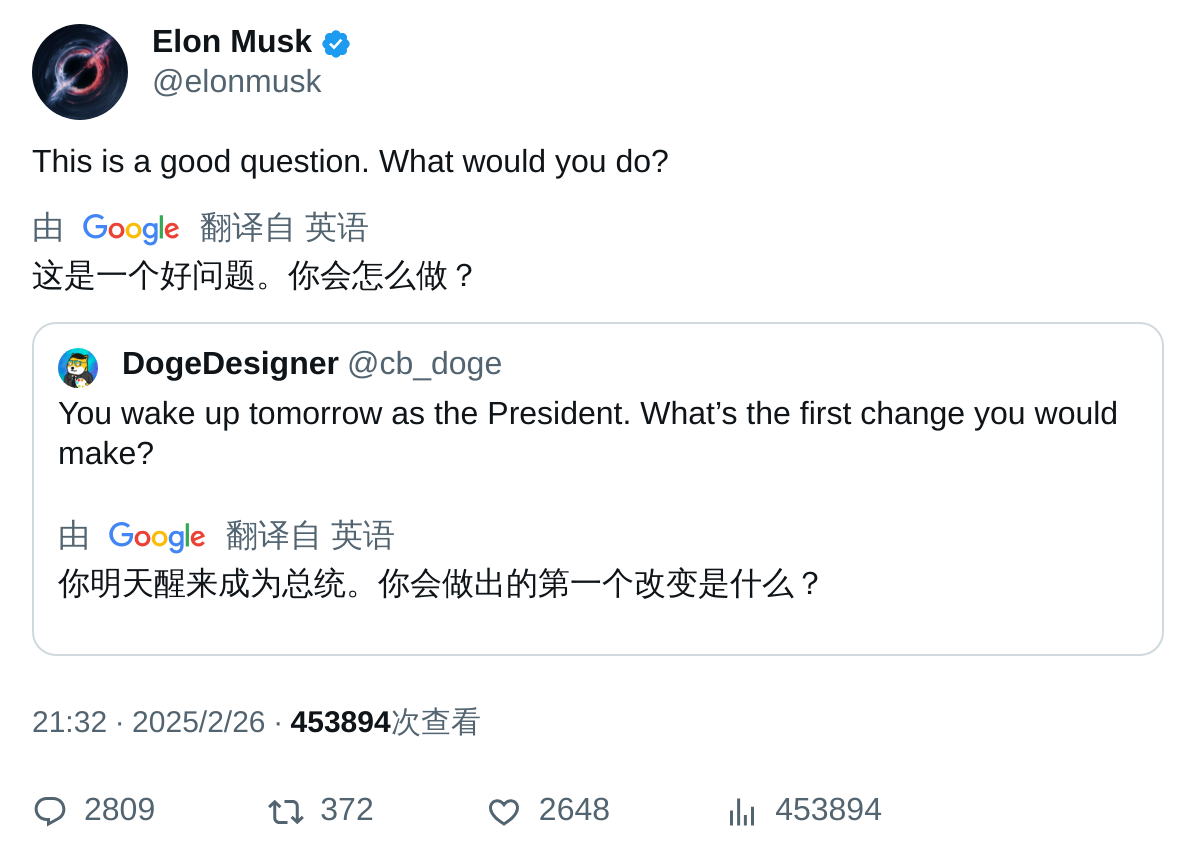 Elon Musk
@elonmusk
This is a good question. What would you do?
由 Google 翻译自 英语
这是一个好问题。你会怎么做？
DogeDesigner @cb_doge
You wake up tomorrow as the President. What’s the first change you would
make?
由 Google 翻译自 英语
你明天醒来成为总统。你会做出的第一个改变是什么？
21:32 · 2025/2/26 · 453894次查看
2809 372 2648 453894